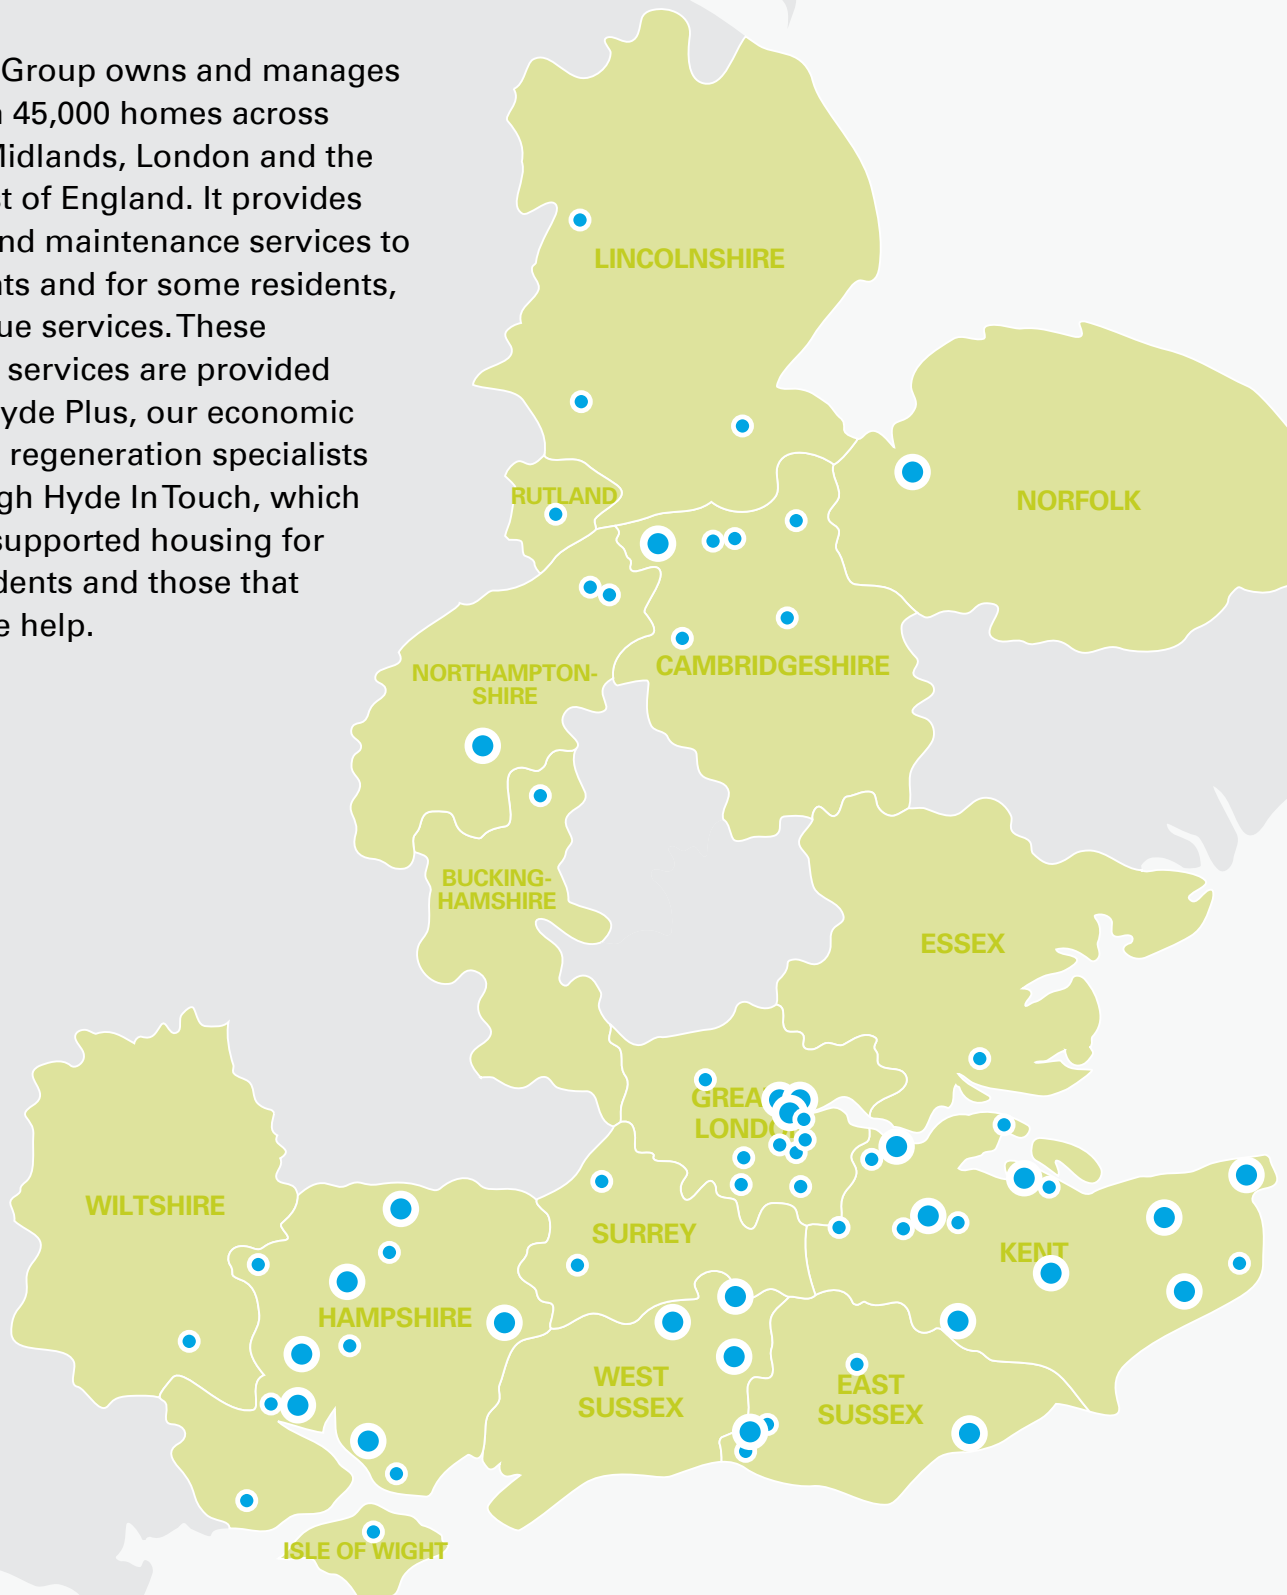 Group owns and manages
45,000 homes across
Midlands, London and the
t of England. It provides
nd maintenance services to
ts and for some residents,
ue services. These
services are provided
yde Plus, our economic
regeneration specialists
gh Hyde In Touch, which
supported housing for
dents and those that
e help.
LINCOLNSHIRE
NORFOLK
RUTLAND
CAMBRIDGESHIRE
NORTHAMPTON-
SHIRE
BUCKING-
HAMSHIRE
ESSEX
GREA
LONDO
WILTSHIRE
SURREY
KENT
HAMPSHIRE
WEST
SUSSEX
EAST
SUSSEX
ISLE OF WIGHT